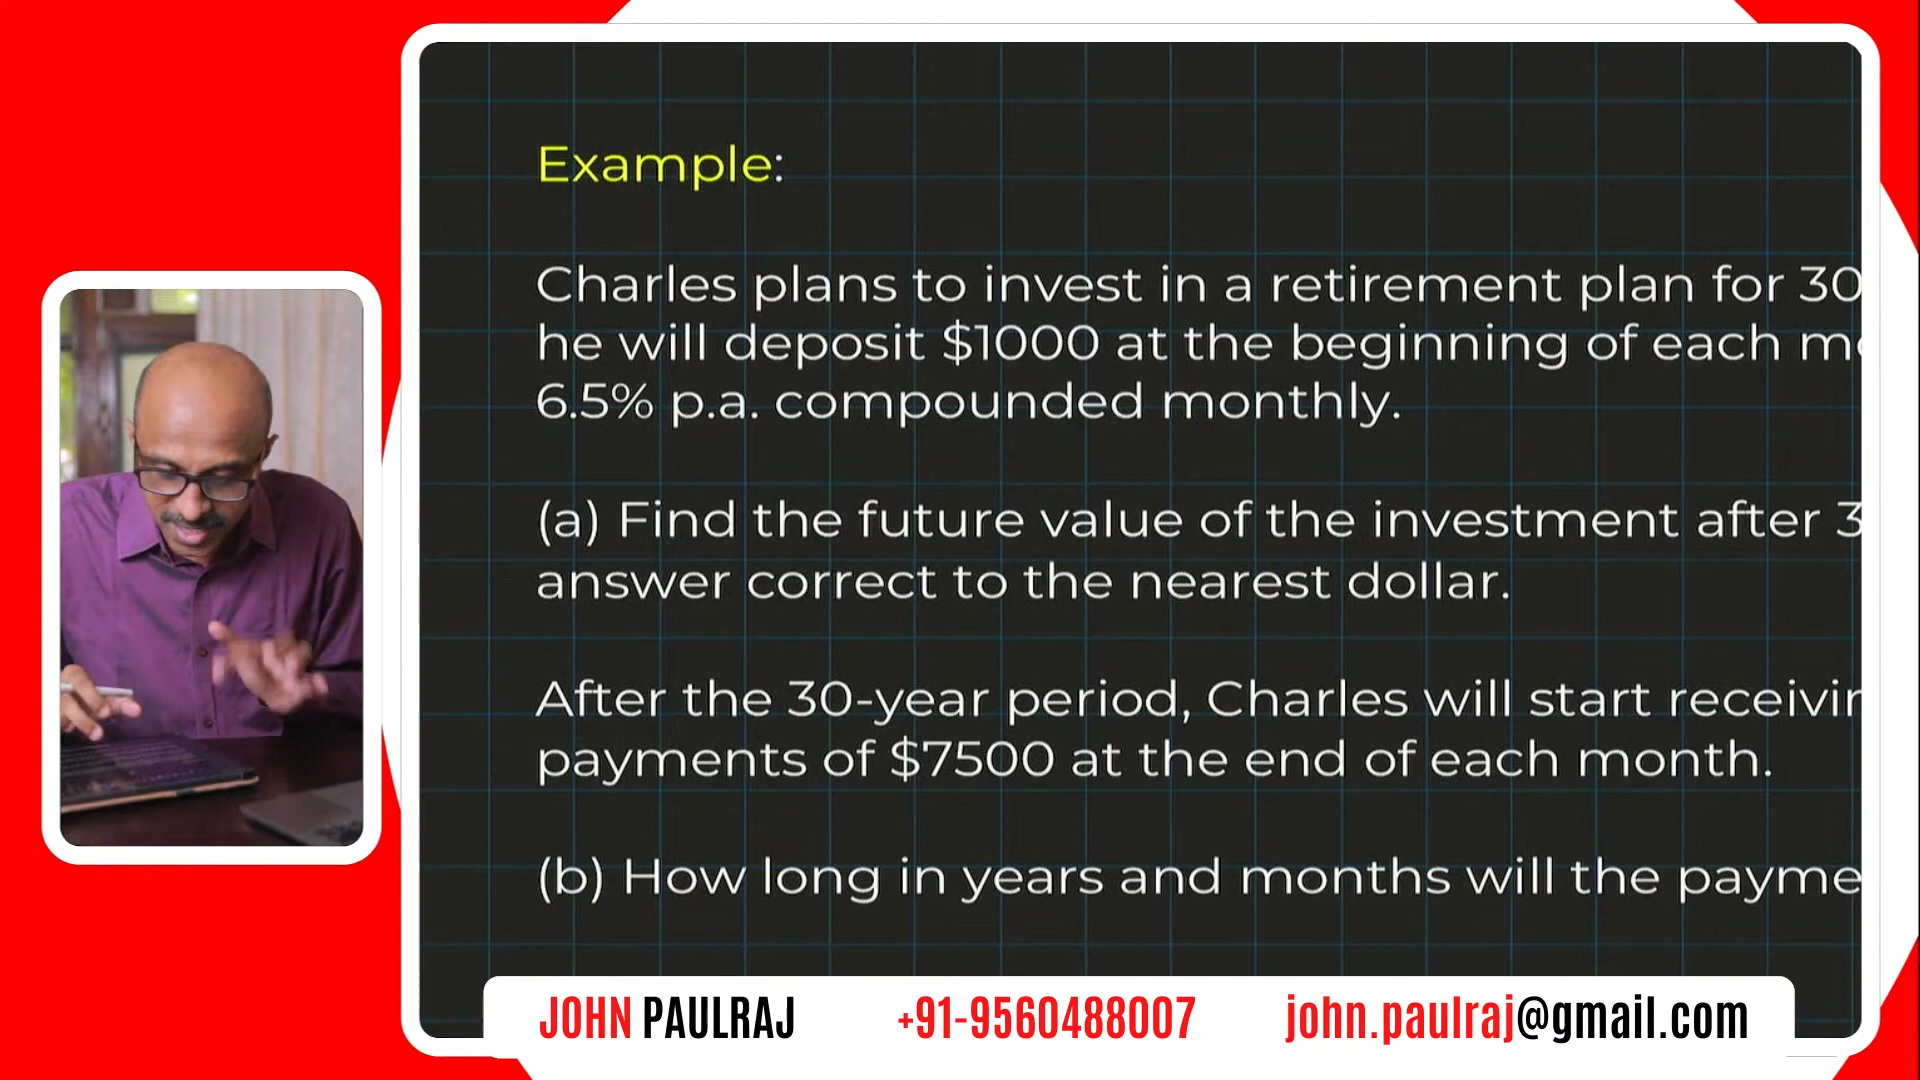 Example:
Charles plans to invest in a retirement plan for 30
he will deposit $1000 at the beginning of each
6.5% p.a. compounded monthly.
(a) Find the future value of the investment after
answer correct to the nearest dollar.
After the 30-year period, Charles will start
payments of $7500 at the end of each month.
(b) How long in years and months will the
JOHN PAULRAJ +91-9560488007 john.paulraj@gmail.com